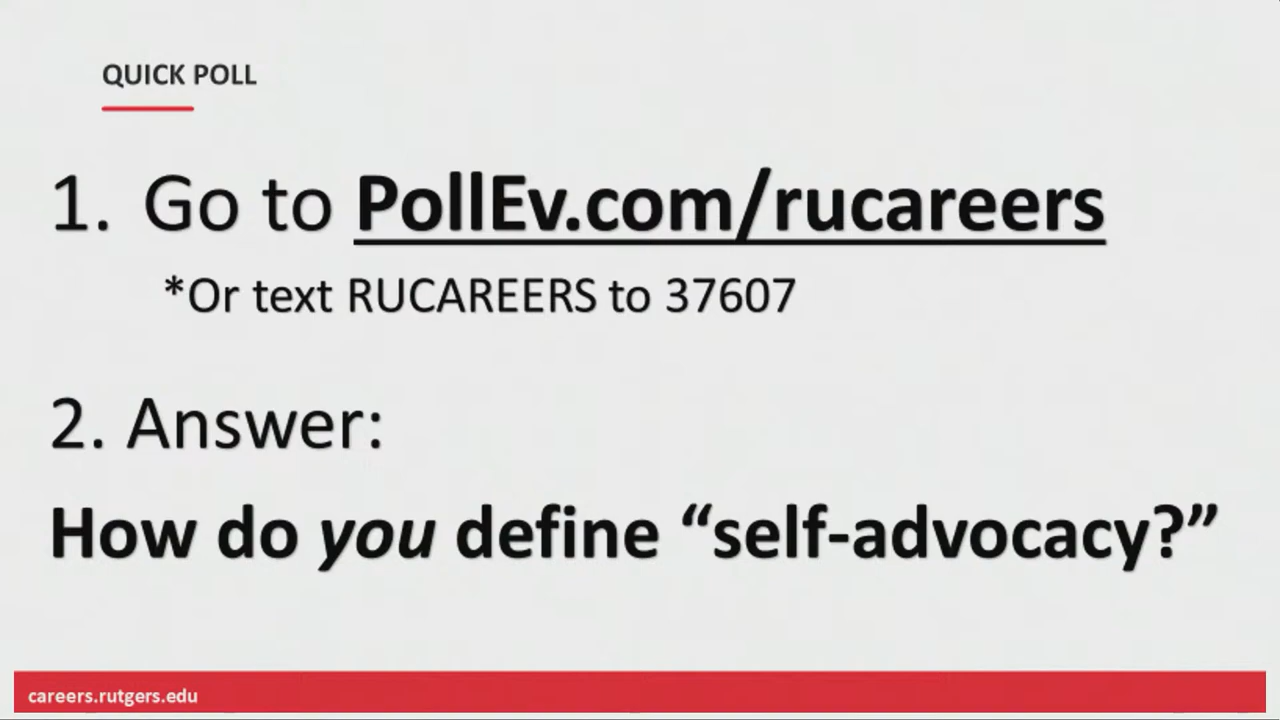 QUICK POLL
1. Go to PollEv.com/rucareers
*Or text RUCAREERS to 37607
2. Answer:
How do you define “self-advocacy?”
careers.rutgers.edu